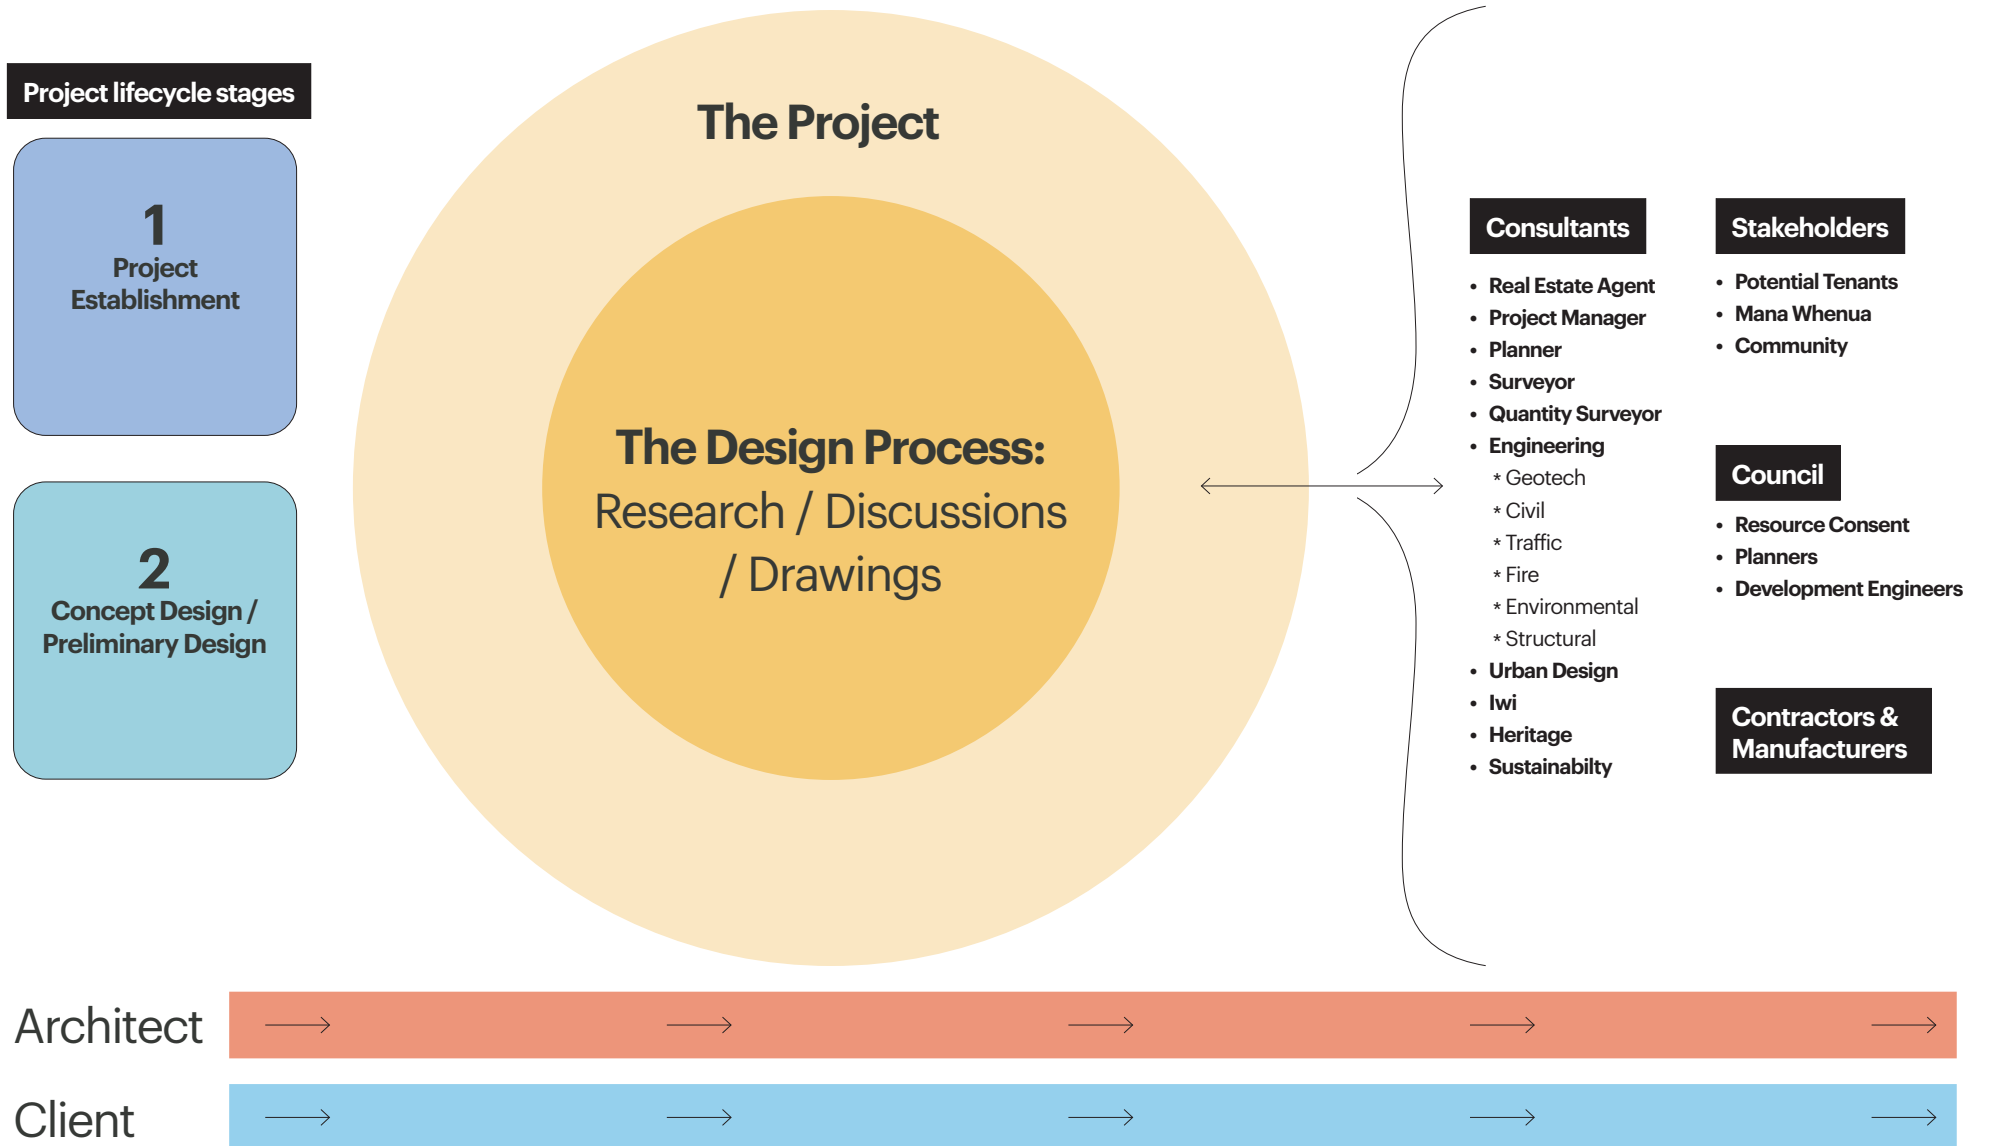 Project lifecycle stages
1
Project
Establishment
2
Concept Design /
Preliminary Design
The Project
The Design Process:
Research / Discussions
/ Drawings
Consultants
• Real Estate Agent
• Project Manager
• Planner
• Surveyor
• Quantity Surveyor
• Engineering
* Geotech
* Civil
* Traffic
* Fire
* Environmental
* Structural
• Urban Design
• Iwi
• Heritage
• Sustainabilty
Stakeholders
• Potential Tenants
• Mana Whenua
• Community
Council
• Resource Consent
• Planners
• Development Engineers
Contractors &
Manufacturers
Architect
Client